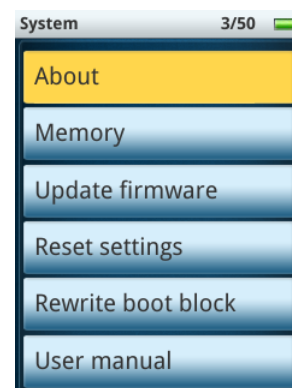 System 3/50
About
Memory
Update firmware
Reset settings
Rewrite boot block
User manual